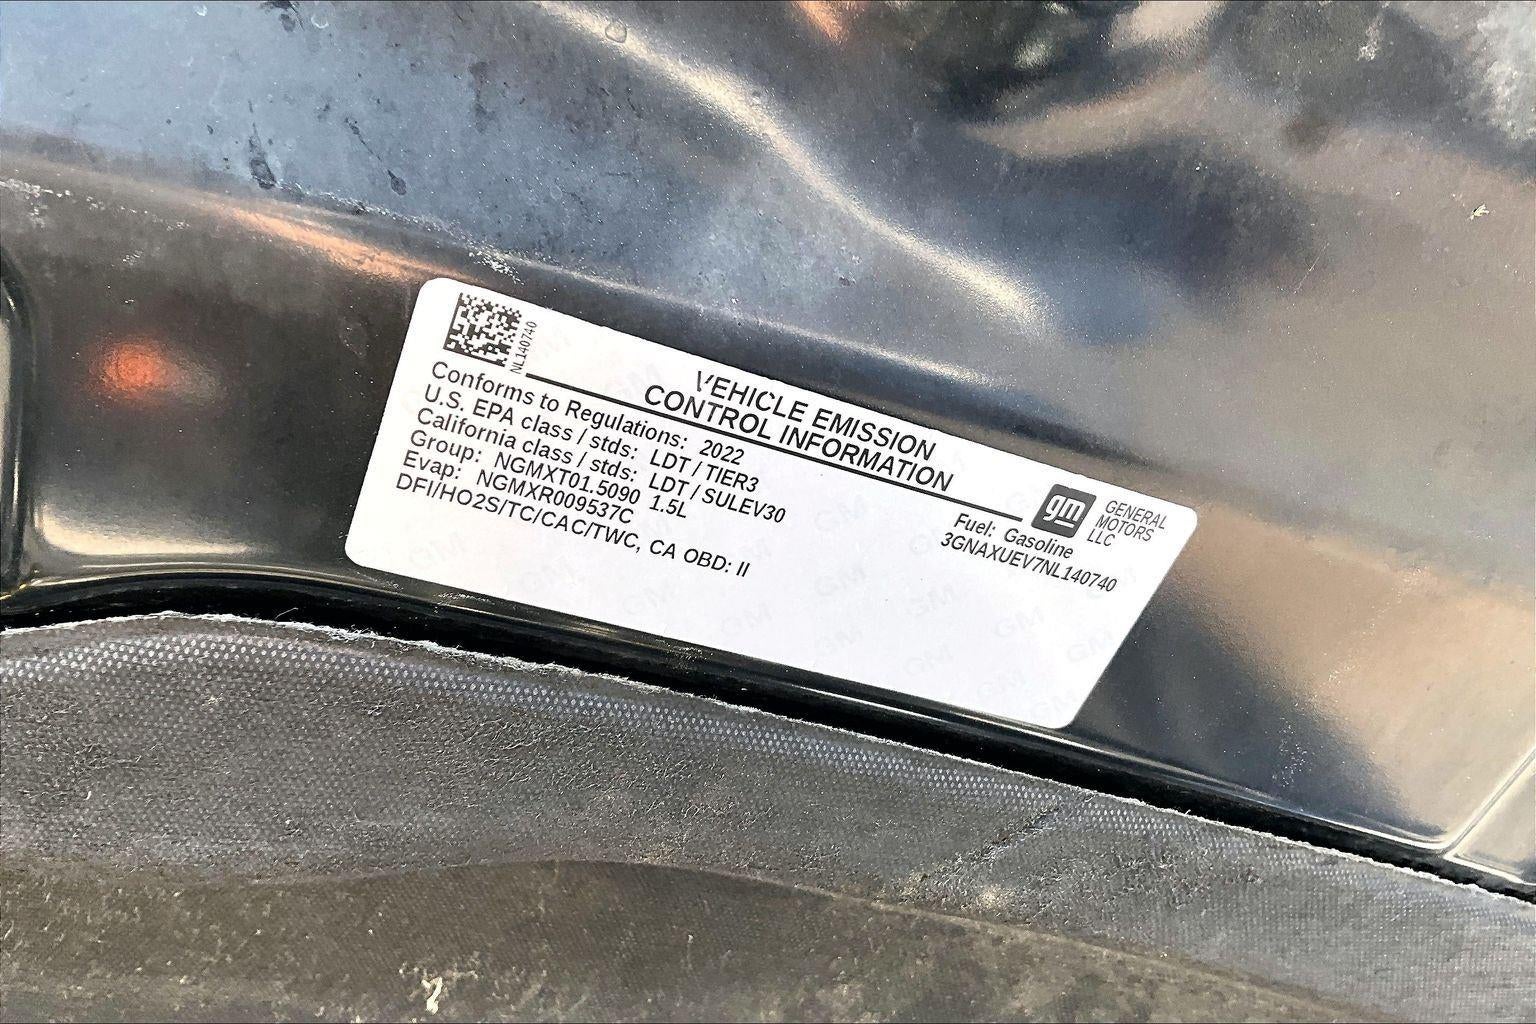 NL140740
VEHICLE EMISSION
CONTROL INFORMATION
Conforms to Regulations: 2022
U.S. EPA class / stds: LDT / TIER3
California class / stds: LDT / SULEV30
Group: NGMXT01.5090 1.5L
Evap: NGMXR009537C
DFI/HO2S/TC/CAC/TWC, CA OBD: II
gm
GENERAL
MOTORS
LLC
Fuel: Gasoline
3GNAXUEV7NL140740